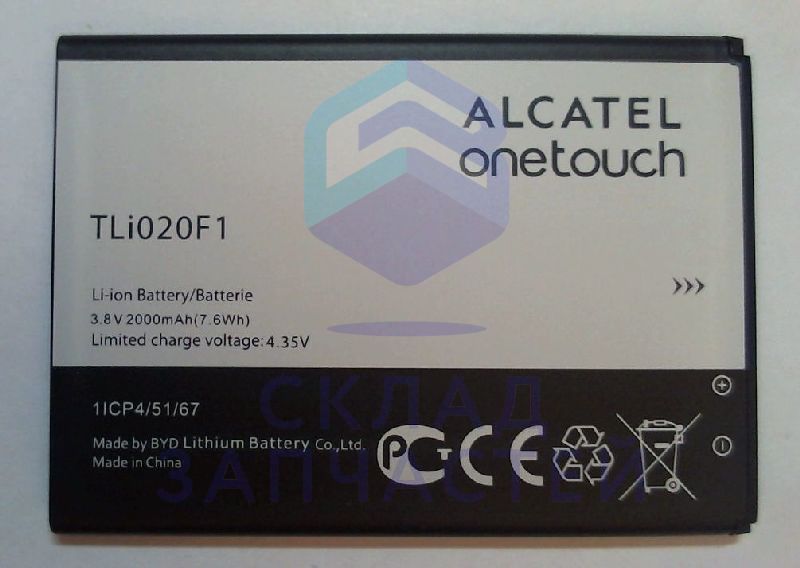 ALCATEL
onetouch
TLi020F1
Li-ion Battery/Batterie
3.8V 2000mAh(7.6Wh)
Limited charge voltage:4.35V
1ICP4/51/67
Made by BYD Lithium Battery Co.,Ltd.
Made in China
СКЛАД
ЗАПЧАСТЕЙ